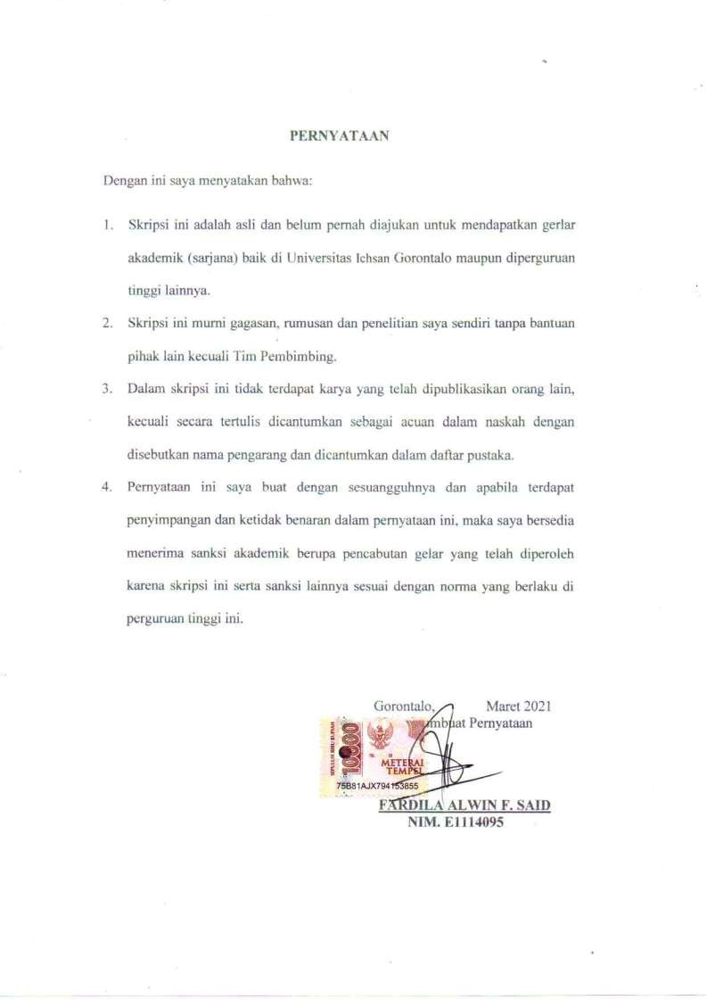 PERNYATAAN
Dengan ini saya menyatakan bahwa:
1. Skripsi ini adalah asli dan belum pernah diajukan untuk mendapatkan gerlar
akademik (sarjana) baik di Universitas Ichsan Gorontalo maupun diperguruan
tinggi lainnya.
2. Skripsi ini murni gagasan, rumusan dan penelitian saya sendiri tanpa bantuan
pihak lain kecuali Tim Pembimbing.
3. Dalam skripsi ini tidak terdapat karya yang telah dipublikasikan orang lain,
kecuali secara tertulis dicantumkan sebagai acuan dalam naskah dengan
disebutkan nama pengarang dan dicantumkan dalam daftar pustaka.
4. Pernyataan ini saya buat dengan sesuangguhnya dan apabila terdapat
penyimpangan dan ketidak benaran dalam pernyataan ini, maka saya bersedia
menerima sanksi akademik berupa pencabutan gelar yang telah diperoleh
karena skripsi ini serta sanksi lainnya sesuai dengan norma yang berlaku di
perguruan tinggi ini.
Gorontalo, Maret 2021
mbuat Pernyataan
SEPULUH RIBU RUPIAH
10000
METERAI
TEMPEL
75B81AJX794153855
FARDILA ALWIN F. SAID
NIM. E1114095